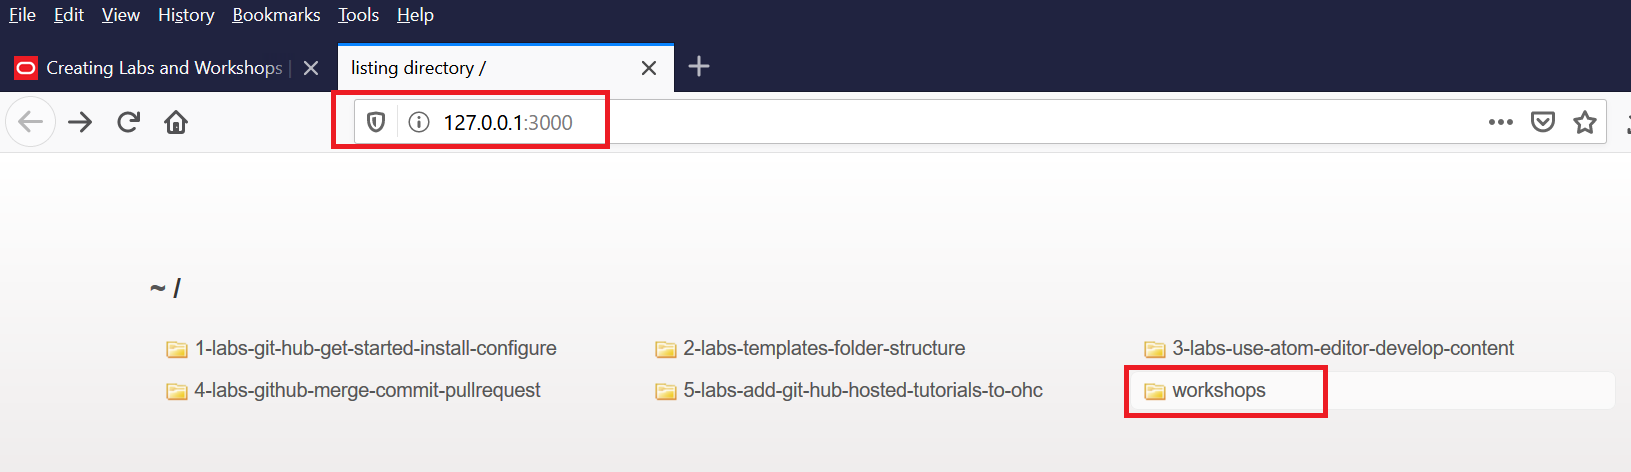 File Edit View History Bookmarks Tools Help
Creating Labs and Workshops | listing directory /
127.0.0.1:3000
~ /
1-labs-git-hub-get-started-install-configure 2-labs-templates-folder-structure 3-labs-use-atom-editor-develop-content
4-labs-github-merge-commit-pullrequest 5-labs-add-git-hub-hosted-tutorials-to-ohc workshops